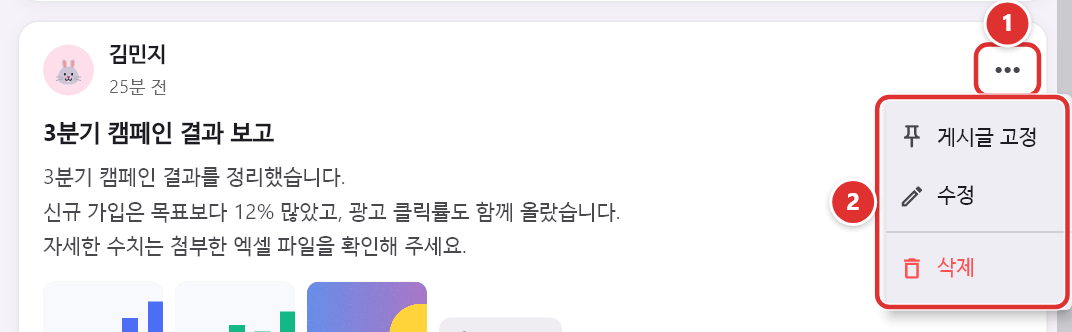 1
김민지
25분 전
3분기 캠페인 결과 보고
3분기 캠페인 결과를 정리했습니다.
신규 가입은 목표보다 12% 많았고, 광고 클릭률도 함께 올랐습니다.
자세한 수치는 첨부한 엑셀 파일을 확인해 주세요.
2
게시글 고정
수정
삭제